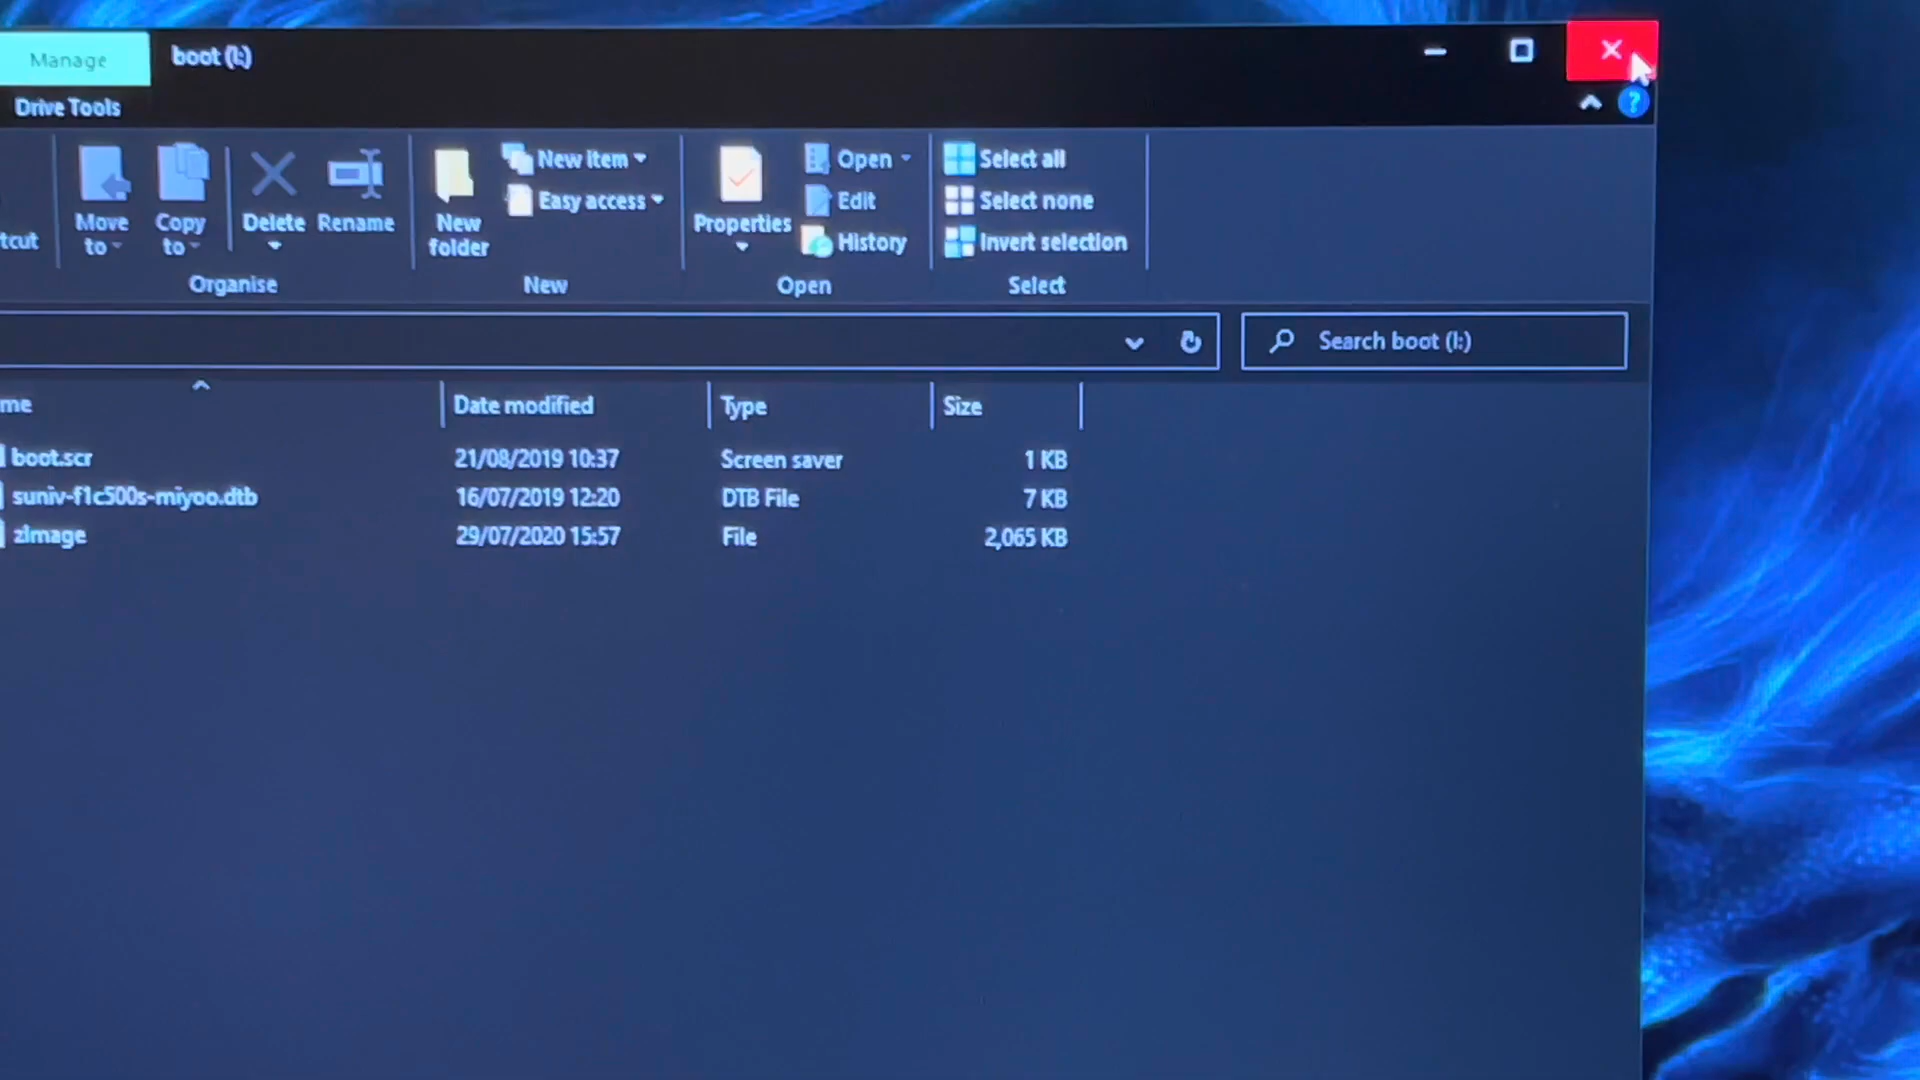 Manage
boot (I:)
Drive Tools
?
tcut
Move to
Copy to
Delete
Rename
New folder
New item
Easy access
Properties
Open
Edit
History
Select all
Select none
Invert selection
Organise
New
Open
Select
Search boot (I:)
me
Date modified
Type
Size
boot.scr
21/08/2019 10:37
Screen saver
1 KB
suniv-f1c500s-miyoo.dtb
16/07/2019 12:20
DTB File
7 KB
zImage
29/07/2020 15:57
File
2,065 KB